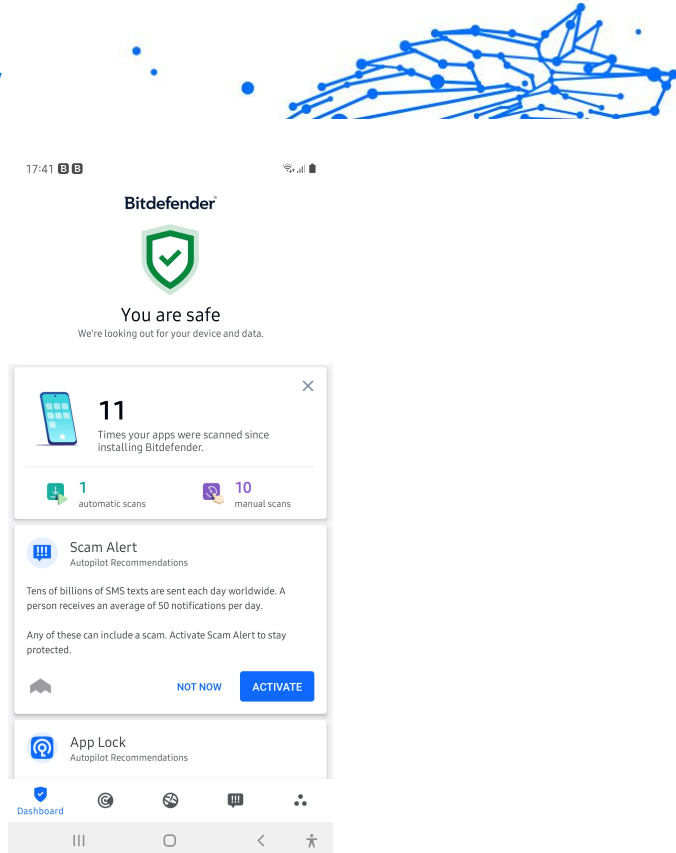 17:41 B B
Bitdefender
You are safe
We're looking out for your device and data.
11
Times your apps were scanned since
installing Bitdefender.
1
automatic scans
10
manual scans
Scam Alert
Autopilot Recommendations
Tens of billions of SMS texts are sent each day worldwide. A
person receives an average of 50 notifications per day.
Any of these can include a scam. Activate Scam Alert to stay
protected.
NOT NOW ACTIVATE
App Lock
Autopilot Recommendations
Dashboard